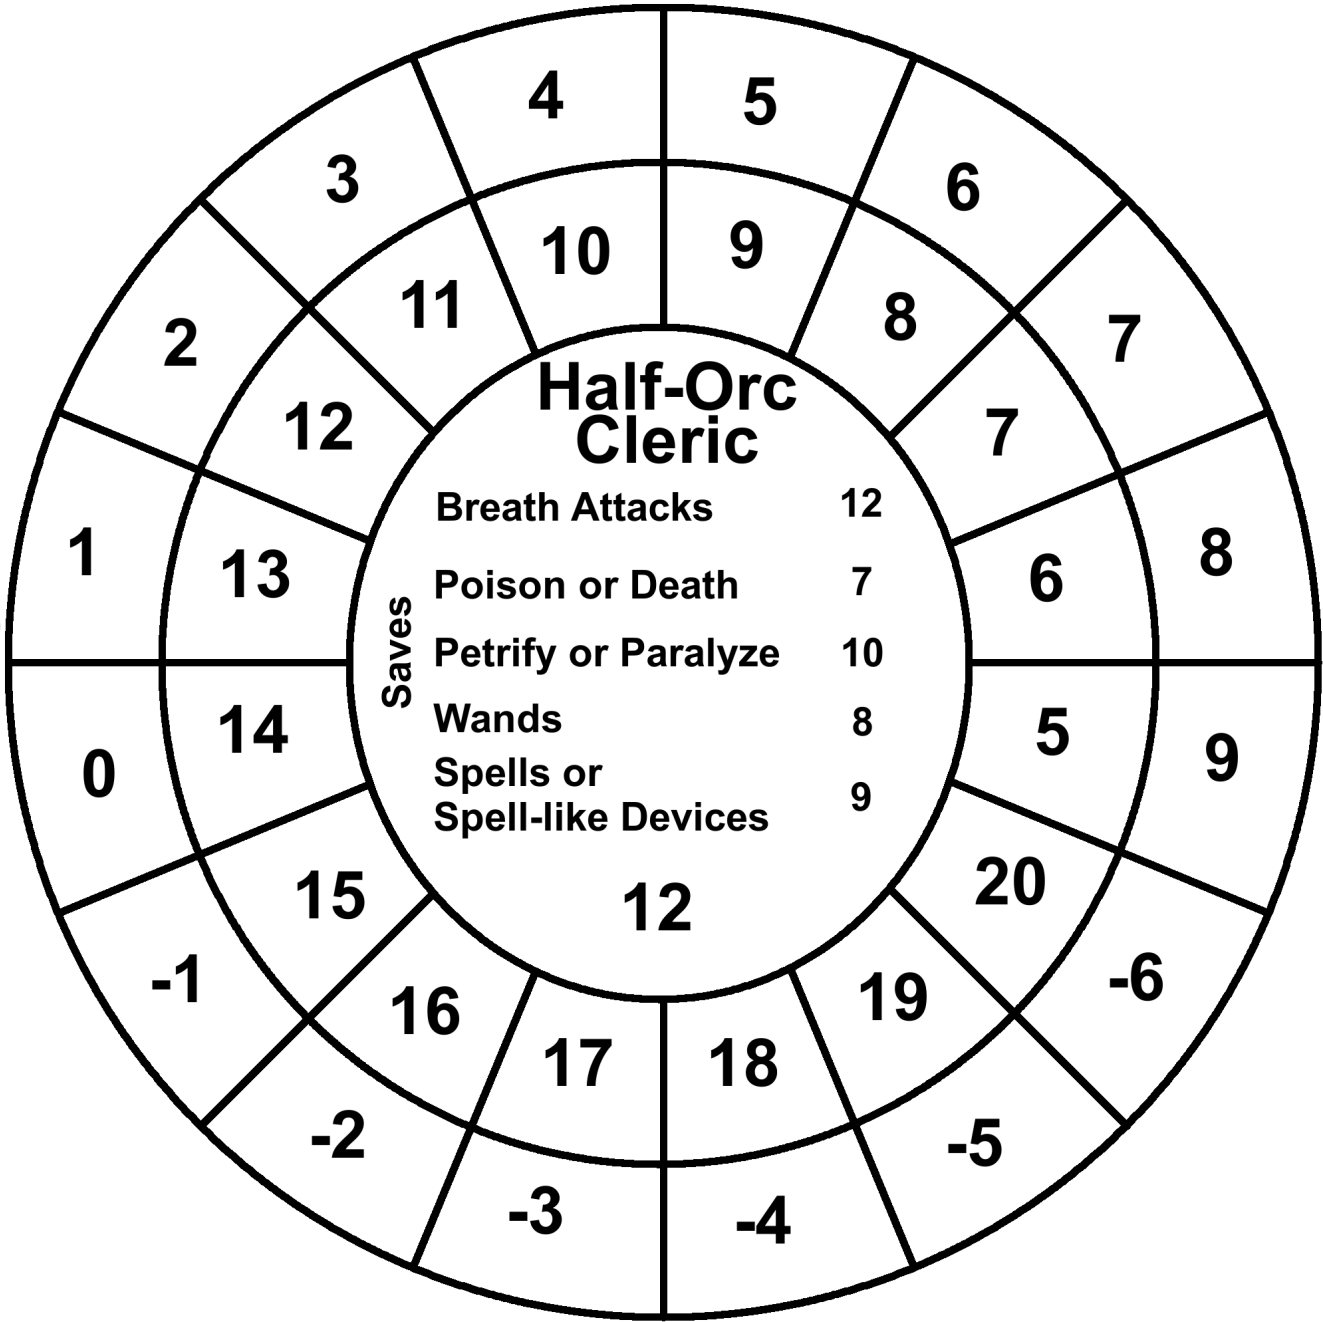 4 5
3 6
10 9
11 8
2 7
12 7
Half-Orc
Cleric
Breath Attacks 12
1 8
13 6
Poison or Death 7
Saves
Petrify or Paralyze 10
14 5
Wands 8
0 9
Spells or
Spell-like Devices 9
15 20
12
-1 -6
16 19
17 18
-2 -5
-3 -4